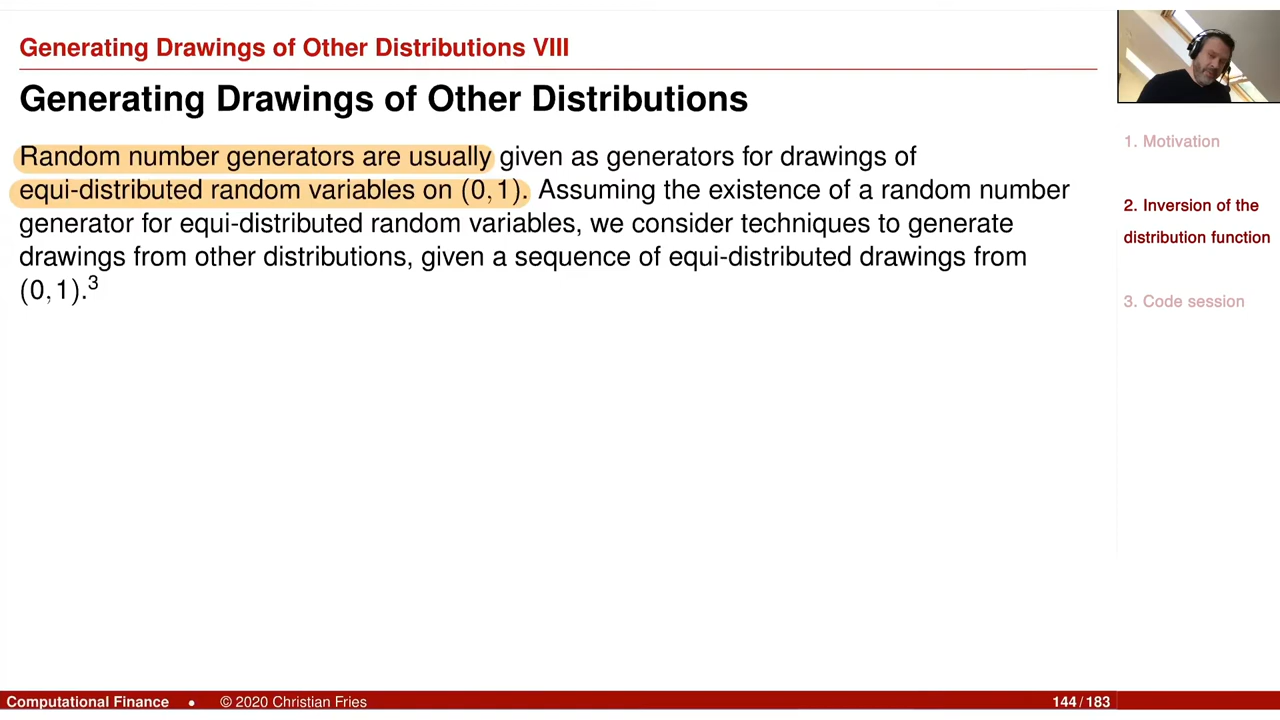 Generating Drawings of Other Distributions VIII
Generating Drawings of Other Distributions
Random number generators are usually given as generators for drawings of
equi-distributed random variables on (0,1). Assuming the existence of a random number
generator for equi-distributed random variables, we consider techniques to generate
drawings from other distributions, given a sequence of equi-distributed drawings from
(0,1).³
1. Motivation
2. Inversion of the
distribution function
3. Code session
Computational Finance • © 2020 Christian Fries 144/183